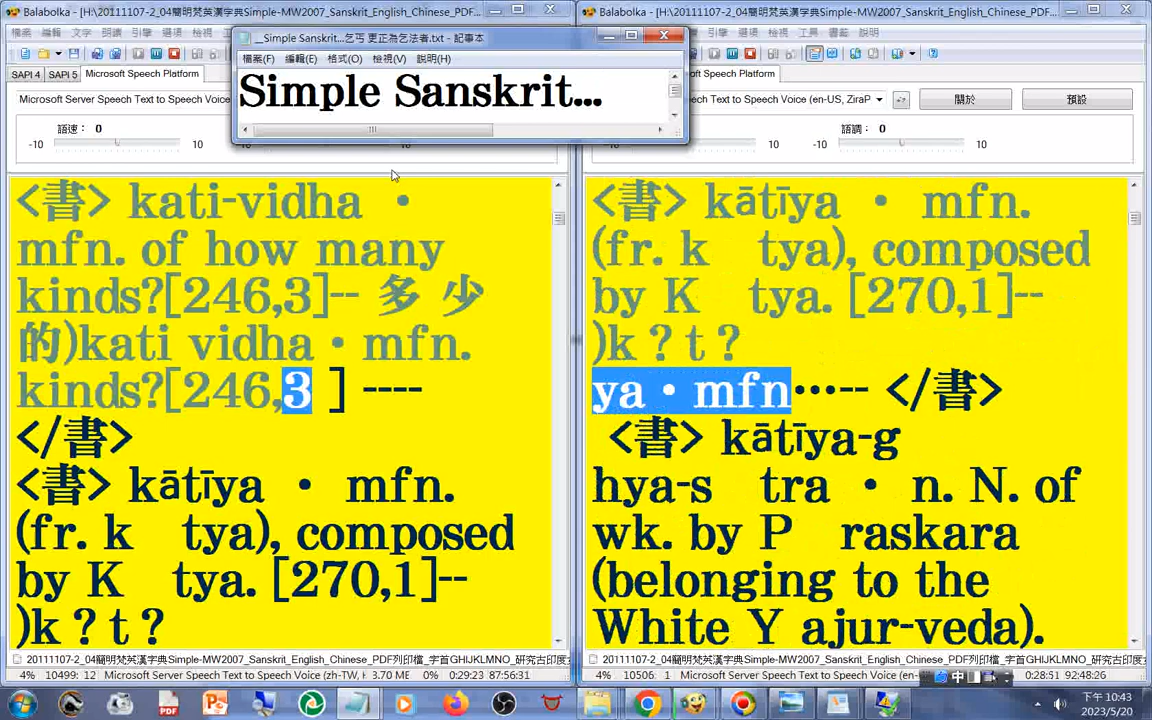 Balabolka - [H:\20111107-2_04簡明梵英漢字典Simple-MW2007_Sanskrit_English_Chinese_PDF...
Balabolka - [H:\20111107-2_04簡明梵英漢字典Simple-MW2007_Sanskrit_English_Chinese_PDF...
__Simple Sanskrit...乞丐 更正為乞法者.txt - 記事本
檔案(F) 編輯(E) 格式(O) 檢視(V) 說明(H)
Simple Sanskrit...
SAPI 4 SAPI 5 Microsoft Speech Platform
oft Speech Platform
Microsoft Server Speech Text to Speech Voice
ech Text to Speech Voice (en-US, ZiraP
關於
預設
語速： 0
語調： 0
-10 10 -10 10
10 -10 10
<書> kati-vidha •
mfn. of how many
kinds?[246,3]-- 多 少
的)kati vidha • mfn.
kinds?[246,3 ] ----
</書>
<書> kātīya • mfn.
(fr. k tya), composed
by K tya. [270,1]--
)k ? t ?
<書> kātīya • mfn.
(fr. k tya), composed
by K tya. [270,1]--
)k ? t ?
ya • mfn…-- </書>
<書> kātīya-g
hya-s tra • n. N. of
wk. by P raskara
(belonging to the
White Y ajur-veda).
20111107-2_04簡明梵英漢字典Simple-MW2007_Sanskrit_English_Chinese_PDF列印檔_字首GHIJKLMNO_研究古印度
20111107-2_04簡明梵英漢字典Simple-MW2007_Sanskrit_English_Chinese_PDF列印檔_字首GHIJKLMNO_研究古印度
4% 10499: 12 Microsoft Server Speech Text to Speech Voice (zh-TW, H 3.70 ME 0% 0:29:23 87:56:31
4% 10506: 1 Microsoft Server Speech Text to Speech 0:28:51 92:48:26
中
PDF
下午 10:43
2023/5/20